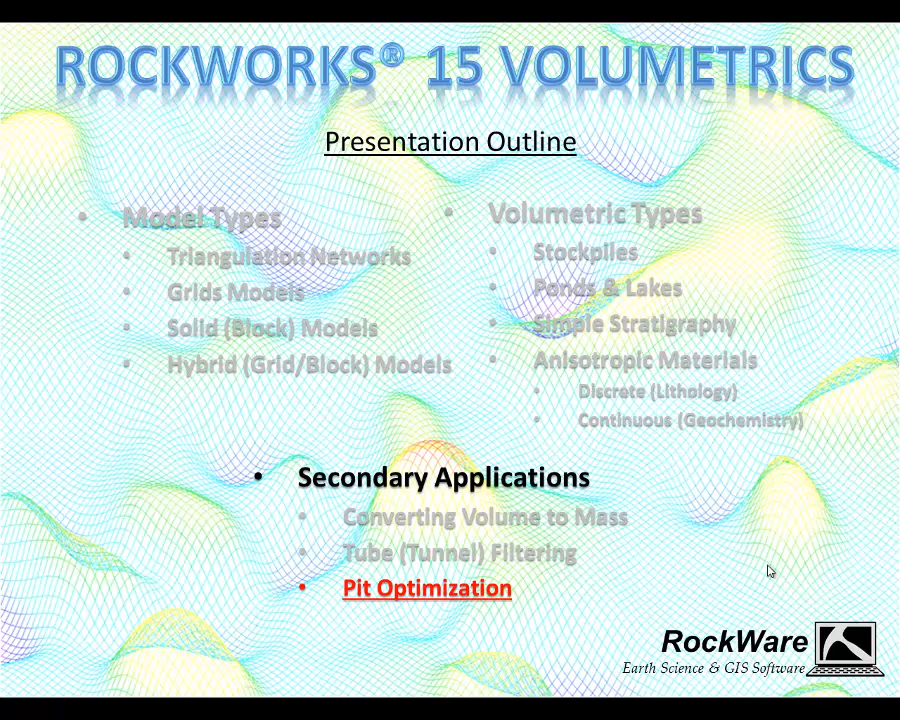 ROCKWORKS® 15 VOLUMETRICS
Presentation Outline
• Model Types
• Triangulation Networks
• Grids Models
• Solid (Block) Models
• Hybrid (Grid/Block) Models
• Volumetric Types
• Stockpiles
• Ponds & Lakes
• Simple Stratigraphy
• Anisotropic Materials
• Discrete (Lithology)
• Continuous (Geochemistry)
• Secondary Applications
• Converting Volume to Mass
• Tube (Tunnel) Filtering
• Pit Optimization
RockWare
Earth Science & GIS Software